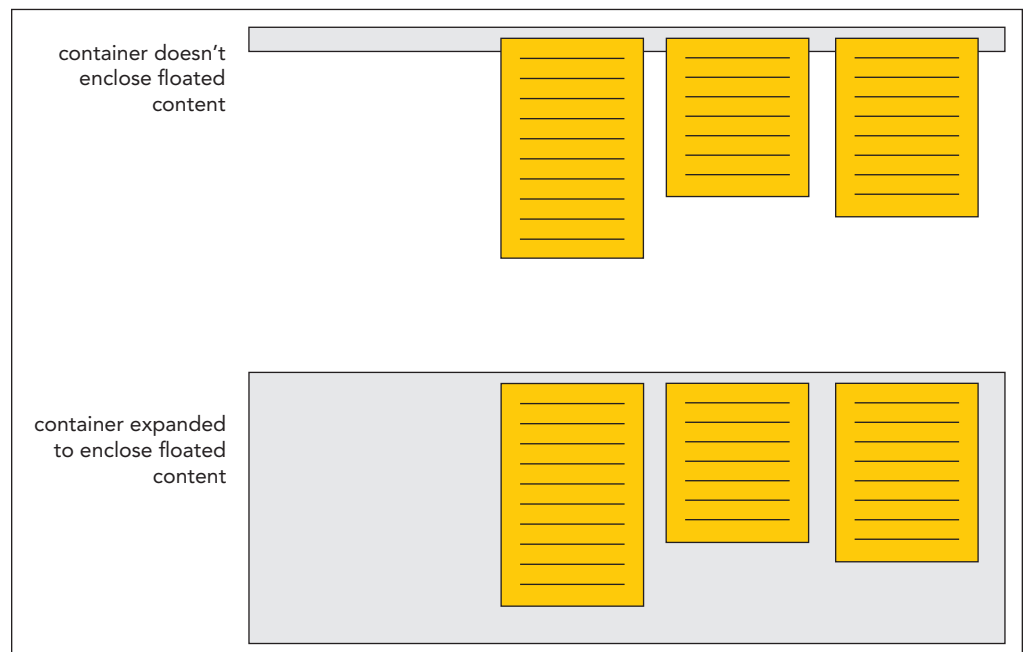 container doesn't
enclose floated
content
container expanded
to enclose floated
content